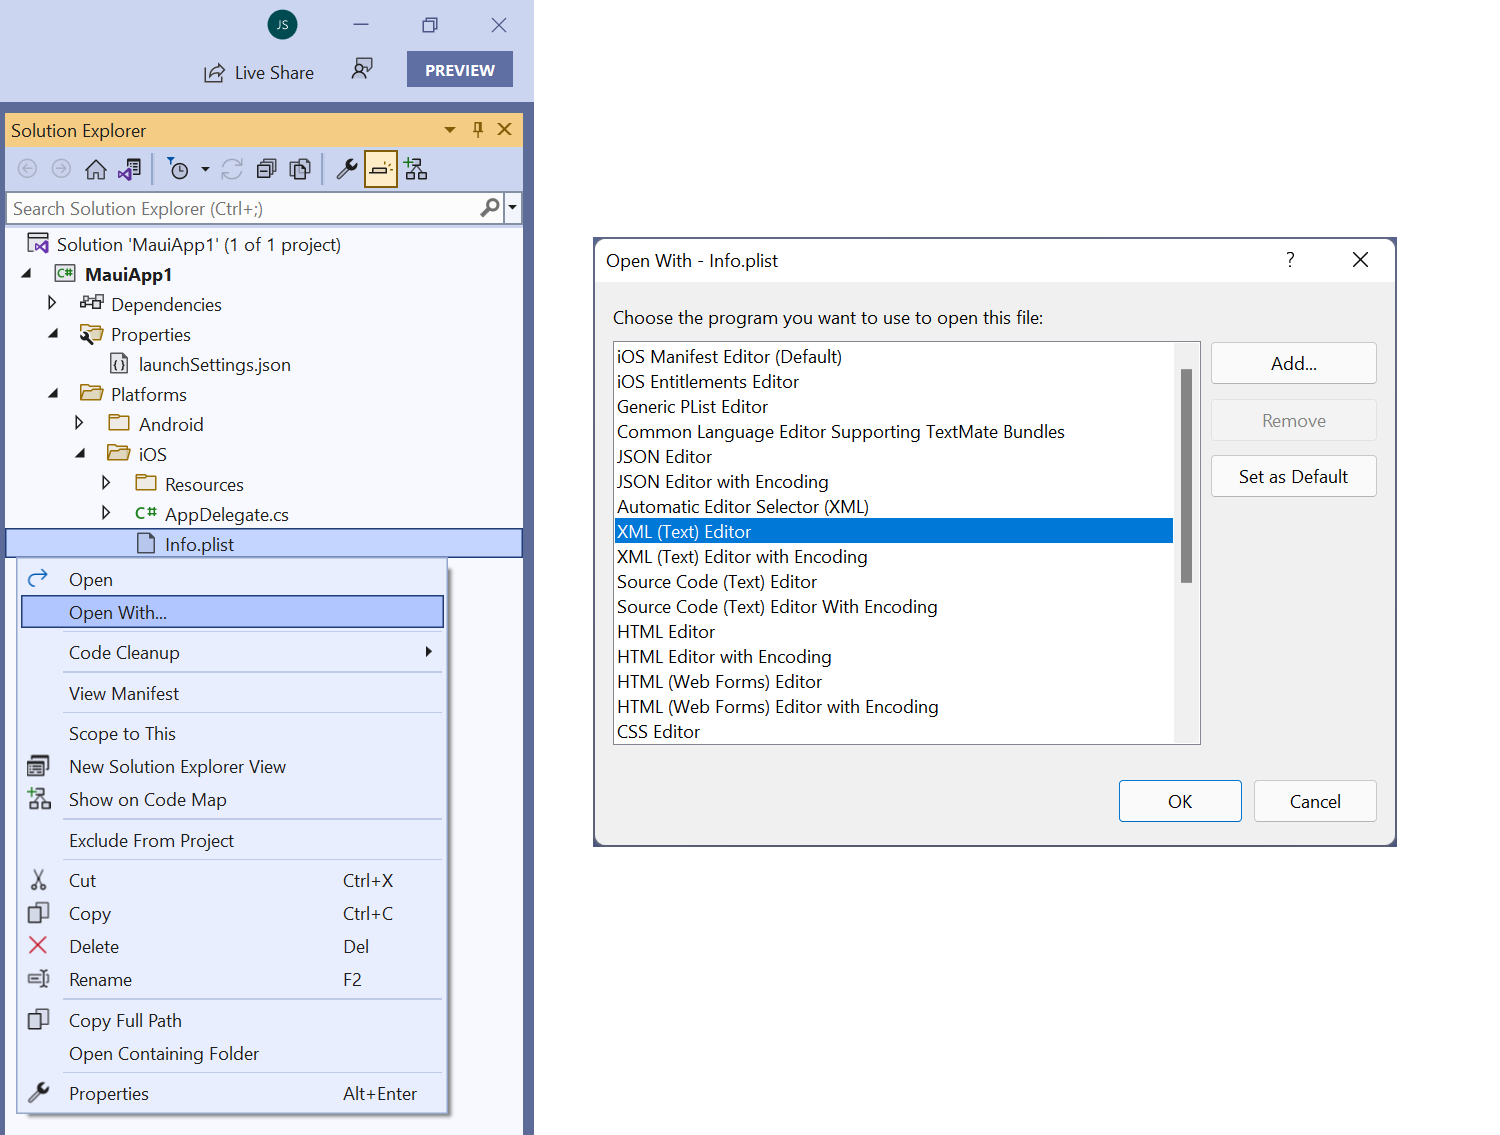 JS
Live Share
PREVIEW
Solution Explorer
Search Solution Explorer (Ctrl+;)
Solution 'MauiApp1' (1 of 1 project)
C# MauiApp1
Dependencies
Properties
launchSettings.json
Platforms
Android
iOS
Resources
C# AppDelegate.cs
Info.plist
Open
Open With...
Code Cleanup
View Manifest
Scope to This
New Solution Explorer View
Show on Code Map
Exclude From Project
Cut Ctrl+X
Copy Ctrl+C
Delete Del
Rename F2
Copy Full Path
Open Containing Folder
Properties Alt+Enter
Open With - Info.plist ?
Choose the program you want to use to open this file:
iOS Manifest Editor (Default)
iOS Entitlements Editor
Generic PList Editor
Common Language Editor Supporting TextMate Bundles
JSON Editor
JSON Editor with Encoding
Automatic Editor Selector (XML)
XML (Text) Editor
XML (Text) Editor with Encoding
Source Code (Text) Editor
Source Code (Text) Editor With Encoding
HTML Editor
HTML Editor with Encoding
HTML (Web Forms) Editor
HTML (Web Forms) Editor with Encoding
CSS Editor
Add...
Remove
Set as Default
OK Cancel